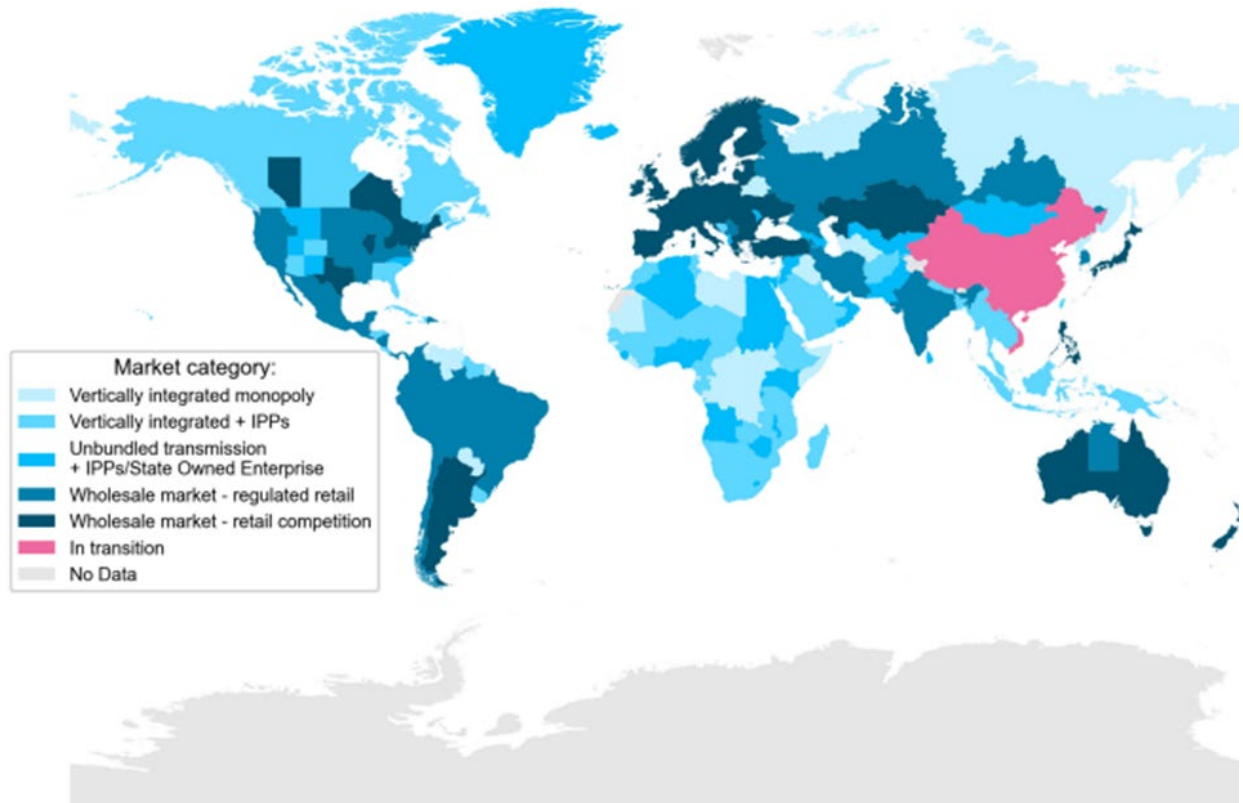 Market category:
Vertically integrated monopoly
Vertically integrated + IPPs
Unbundled transmission
+ IPPs/State Owned Enterprise
Wholesale market - regulated retail
Wholesale market - retail competition
In transition
No Data